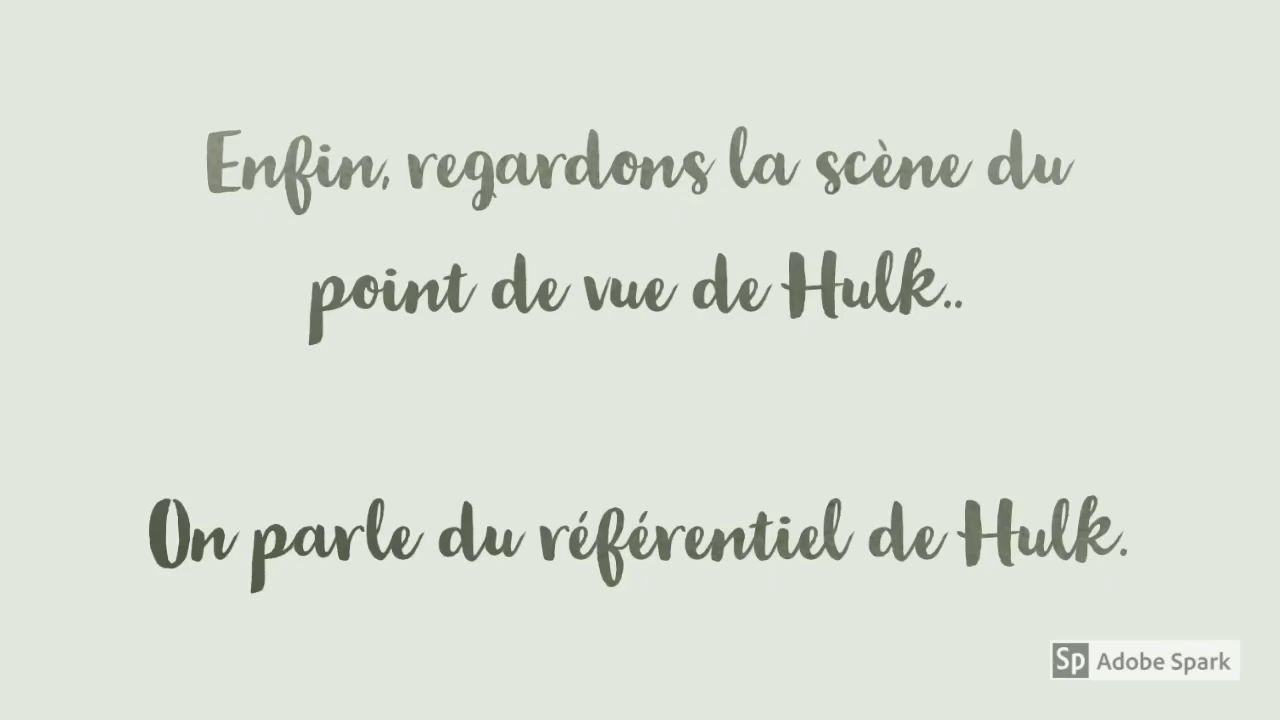 Enfin, regardons la scène du
point de vue de Hulk..
On parle du référentiel de Hulk.
Sp Adobe Spark